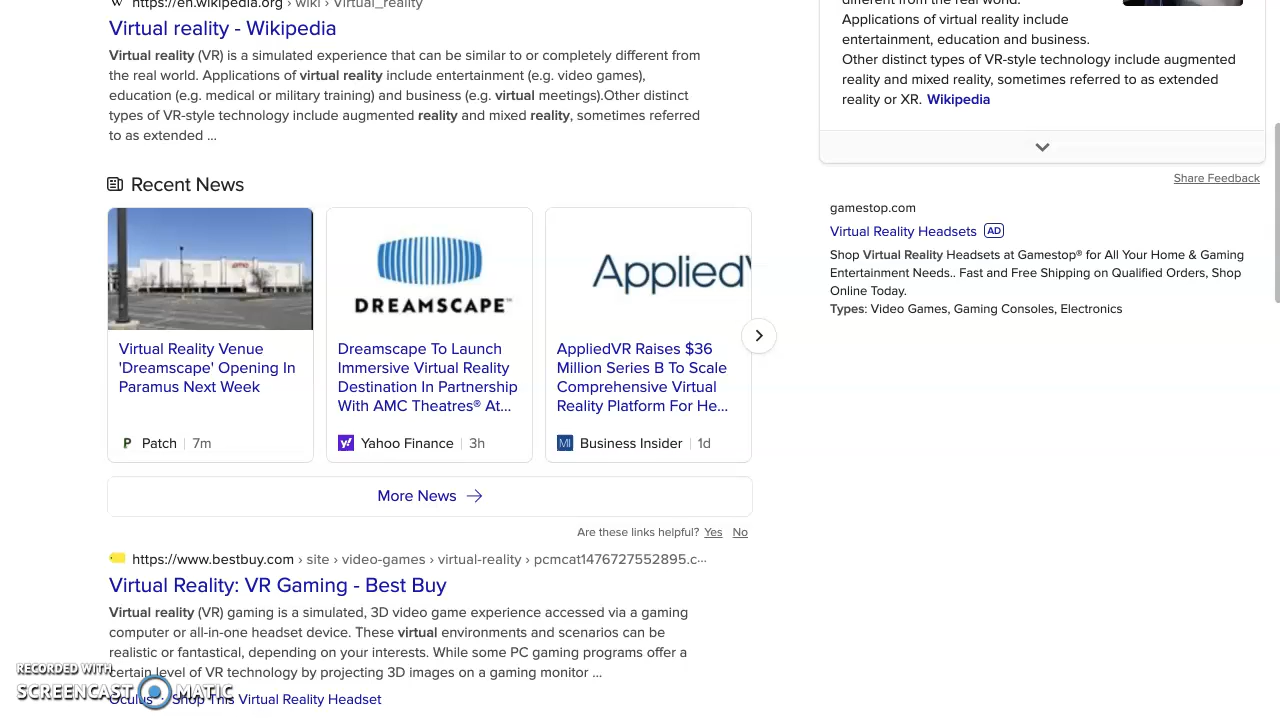 https://en.wikipedia.org › wiki › Virtual_reality
Virtual reality - Wikipedia
Virtual reality (VR) is a simulated experience that can be similar to or completely different from
the real world. Applications of virtual reality include entertainment (e.g. video games),
education (e.g. medical or military training) and business (e.g. virtual meetings).Other distinct
types of VR-style technology include augmented reality and mixed reality, sometimes referred
to as extended ...
Recent News
DREAMSCAPE™
AppliedV
Virtual Reality Venue
'Dreamscape' Opening In
Paramus Next Week
P Patch | 7m
Dreamscape To Launch
Immersive Virtual Reality
Destination In Partnership
With AMC Theatres® At...
y! Yahoo Finance | 3h
AppliedVR Raises $36
Million Series B To Scale
Comprehensive Virtual
Reality Platform For He...
MI Business Insider | 1d
More News →
Are these links helpful? Yes No
https://www.bestbuy.com › site › video-games › virtual-reality › pcmcat1476727552895.c...
Virtual Reality: VR Gaming - Best Buy
Virtual reality (VR) gaming is a simulated, 3D video game experience accessed via a gaming
computer or all-in-one headset device. These virtual environments and scenarios can be
realistic or fantastical, depending on your interests. While some PC gaming programs offer a
certain level of VR technology by projecting 3D images on a gaming monitor ...
Oculus · Shop This Virtual Reality Headset
RECORDED WITH
SCREENCAST MATIC
different from the real world.
Applications of virtual reality include
entertainment, education and business.
Other distinct types of VR-style technology include augmented
reality and mixed reality, sometimes referred to as extended
reality or XR. Wikipedia
Share Feedback
gamestop.com
Virtual Reality Headsets AD
Shop Virtual Reality Headsets at Gamestop® for All Your Home & Gaming
Entertainment Needs.. Fast and Free Shipping on Qualified Orders, Shop
Online Today.
Types: Video Games, Gaming Consoles, Electronics